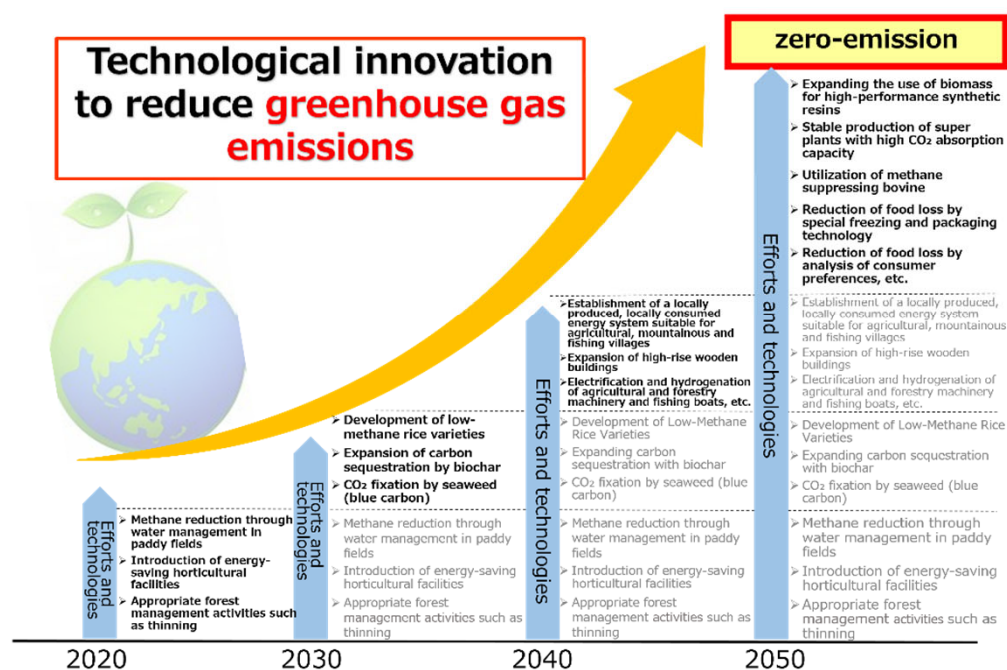 Technological innovation
to reduce greenhouse gas
emissions
zero-emission
Efforts and
technologies
➢ Methane reduction through
water management in
paddy fields
➢ Introduction of energy-
saving horticultural
facilities
➢ Appropriate forest
management activities such
as thinning
2020
Efforts and
technologies
➢ Development of low-
methane rice varieties
➢ Expansion of carbon
sequestration by biochar
➢ CO₂ fixation by seaweed
(blue carbon)
➢ Methane reduction through
water management in paddy
fields
➢ Introduction of energy-saving
horticultural facilities
➢ Appropriate forest
management activities such as
thinning
2030
Efforts and technologies
➢Establishment of a locally
produced, locally consumed
energy system suitable for
agricultural, mountainous and
fishing villages
➢Expansion of high-rise wooden
buildings
➢Electrification and hydrogenation
of agricultural and forestry
machinery and fishing boats, etc.
➢ Development of Low-Methane
Rice Varieties
➢ Expanding carbon
sequestration with biochar
➢ CO₂ fixation by seaweed (blue
carbon)
➢ Methane reduction through
water management in paddy
fields
➢ Introduction of energy-saving
horticultural facilities
➢ Appropriate forest
management activities such as
thinning
2040
Efforts and technologies
➢ Expanding the use of biomass
for high-performance synthetic
resins
➢ Stable production of super
plants with high CO₂ absorption
capacity
➢ Utilization of methane
suppressing bovine
➢ Reduction of food loss by
special freezing and packaging
technology
➢ Reduction of food loss by
analysis of consumer
preferences, etc.
➢ Establishment of a locally produced,
locally consumed energy system
suitable for agricultural, mountainous
and fishing villages
➢ Expansion of high-rise wooden
buildings
➢ Electrification and hydrogenation of
agricultural and forestry machinery
and fishing boats, etc.
➢ Development of Low-Methane Rice
Varieties
➢ Expanding carbon sequestration
with biochar
➢ CO₂ fixation by seaweed (blue
carbon)
➢ Methane reduction through
water management in paddy
fields
➢ Introduction of energy-saving
horticultural facilities
➢ Appropriate forest
management activities such as
thinning
2050